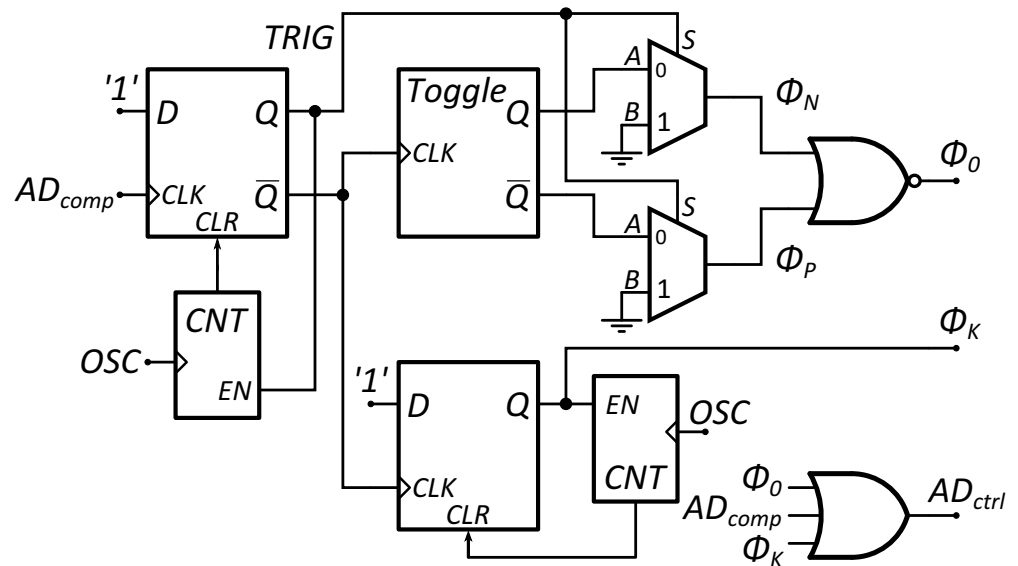 TRIG
'1'
D
Q
AD_comp
CLK
Q̅
CLR
CNT
OSC
EN
Toggle
Q
CLK
Q̅
S
A
0
B
1
Φ_N
S
A
0
B
1
Φ_P
Φ_0
Φ_K
'1'
D
Q
CLK
CLR
EN
OSC
CNT
Φ_0
AD_comp
Φ_K
AD_ctrl